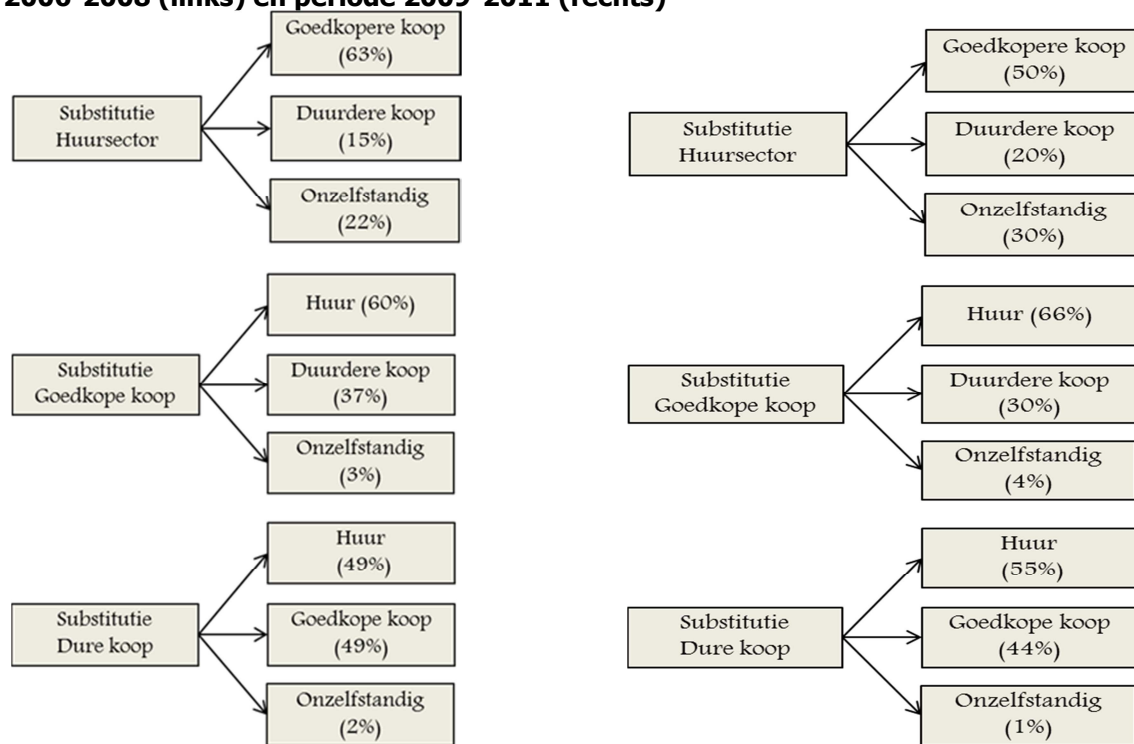 2006-2008 (links) en periode 2009-2011 (rechts)
Goedkopere koop
(63%)
Substitutie
Huursector
Duurdere koop
(15%)
Onzelfstandig
(22%)
Huur (60%)
Substitutie
Goedkope koop
Duurdere koop
(37%)
Onzelfstandig
(3%)
Huur
(49%)
Substitutie
Dure koop
Goedkope koop
(49%)
Onzelfstandig
(2%)
Goedkopere koop
(50%)
Substitutie
Huursector
Duurdere koop
(20%)
Onzelfstandig
(30%)
Huur (66%)
Substitutie
Goedkope koop
Duurdere koop
(30%)
Onzelfstandig
(4%)
Huur
(55%)
Substitutie
Dure koop
Goedkope koop
(44%)
Onzelfstandig
(1%)